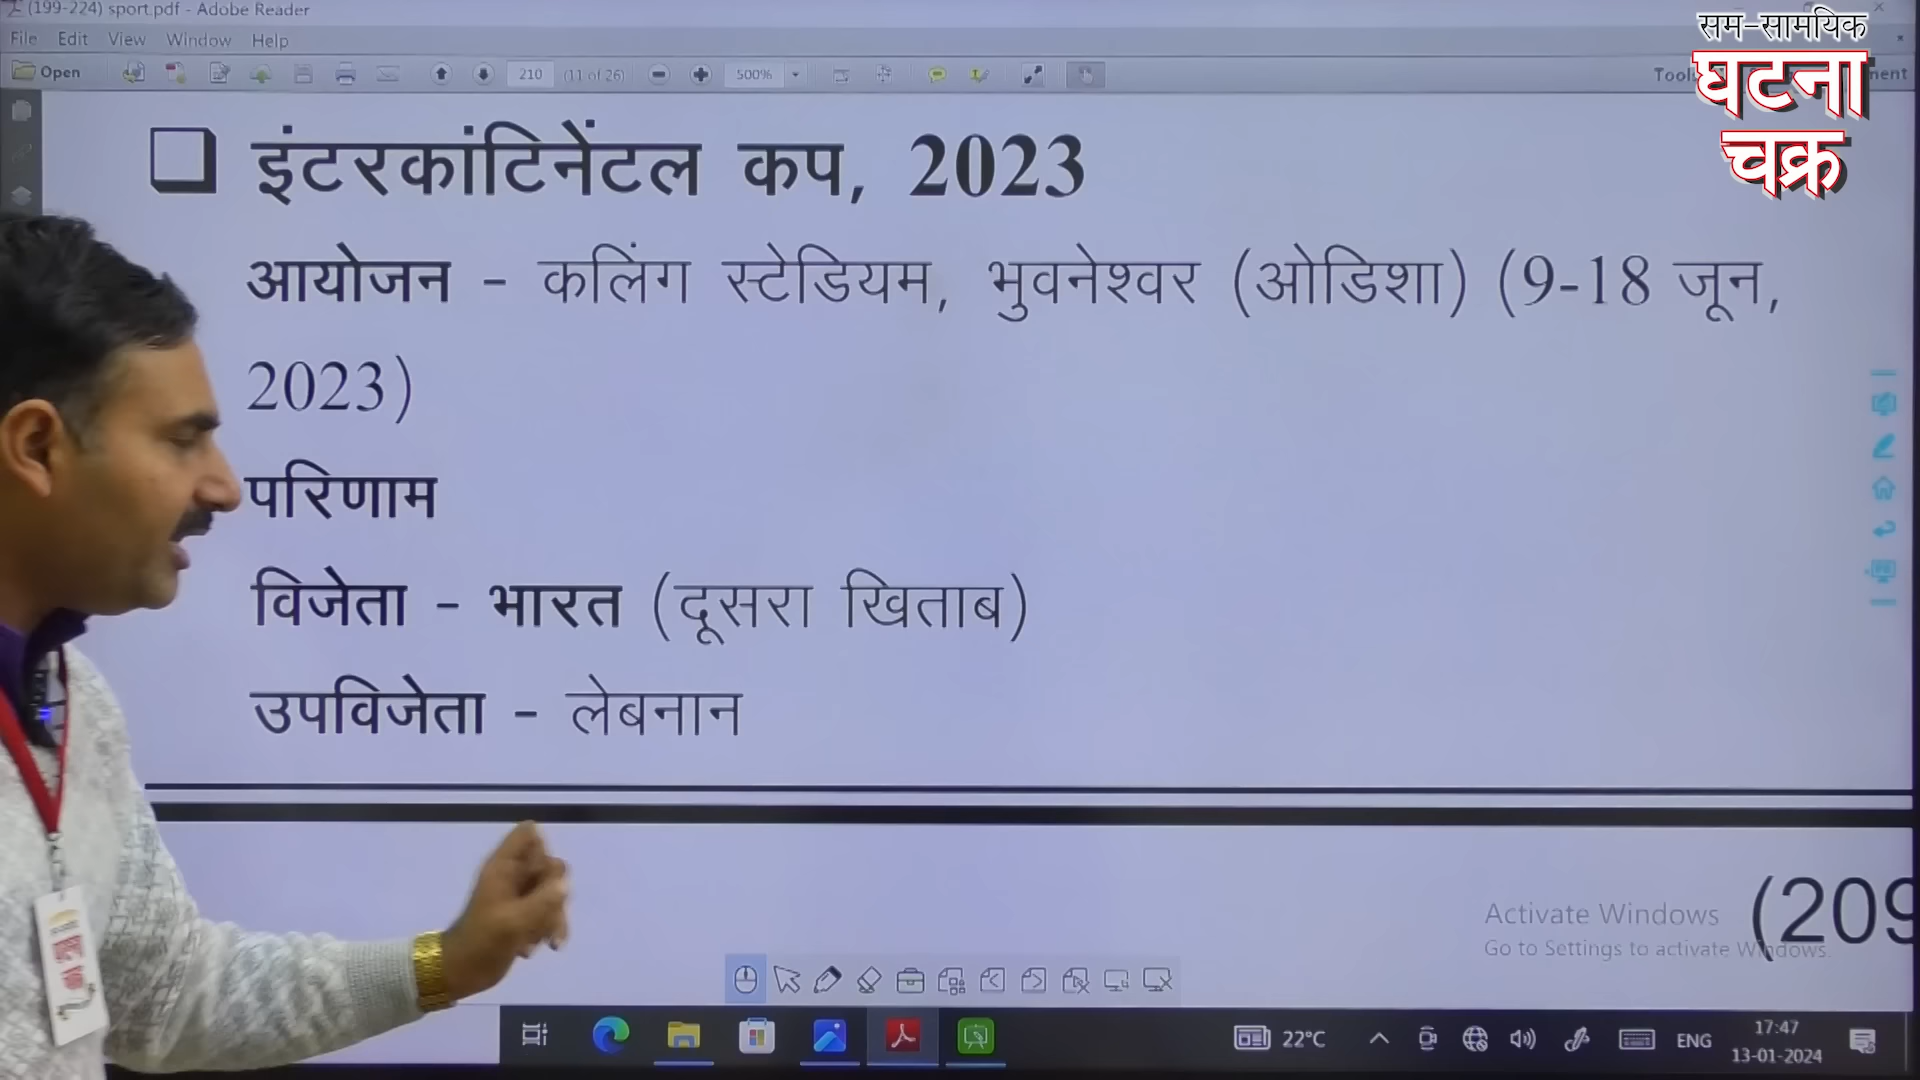 (199-224) sport.pdf - Adobe Reader
File Edit View Window Help
Open 210 (11 of 26) 500%
सम-सामयिक
घटना
चक्र
इंटरकांटिनेंटल कप, 2023
आयोजन - कलिंग स्टेडियम, भुवनेश्वर (ओडिशा) (9-18 जून,
2023)
परिणाम
विजेता - भारत (दूसरा खिताब)
उपविजेता - लेबनान
Activate Windows
Go to Settings to activate Windows.
(209
22°C
ENG
17:47
13-01-2024